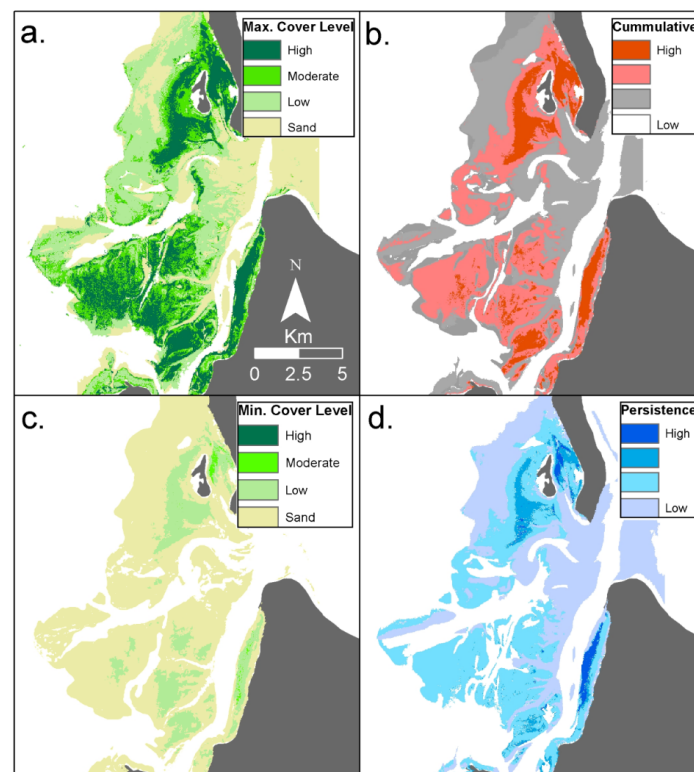 a.
Max. Cover Level
High
Moderate
Low
Sand
N
Km
0 2.5 5
b.
Cummulative
High
Low
c.
Min. Cover Level
High
Moderate
Low
Sand
d.
Persistence
High
Low